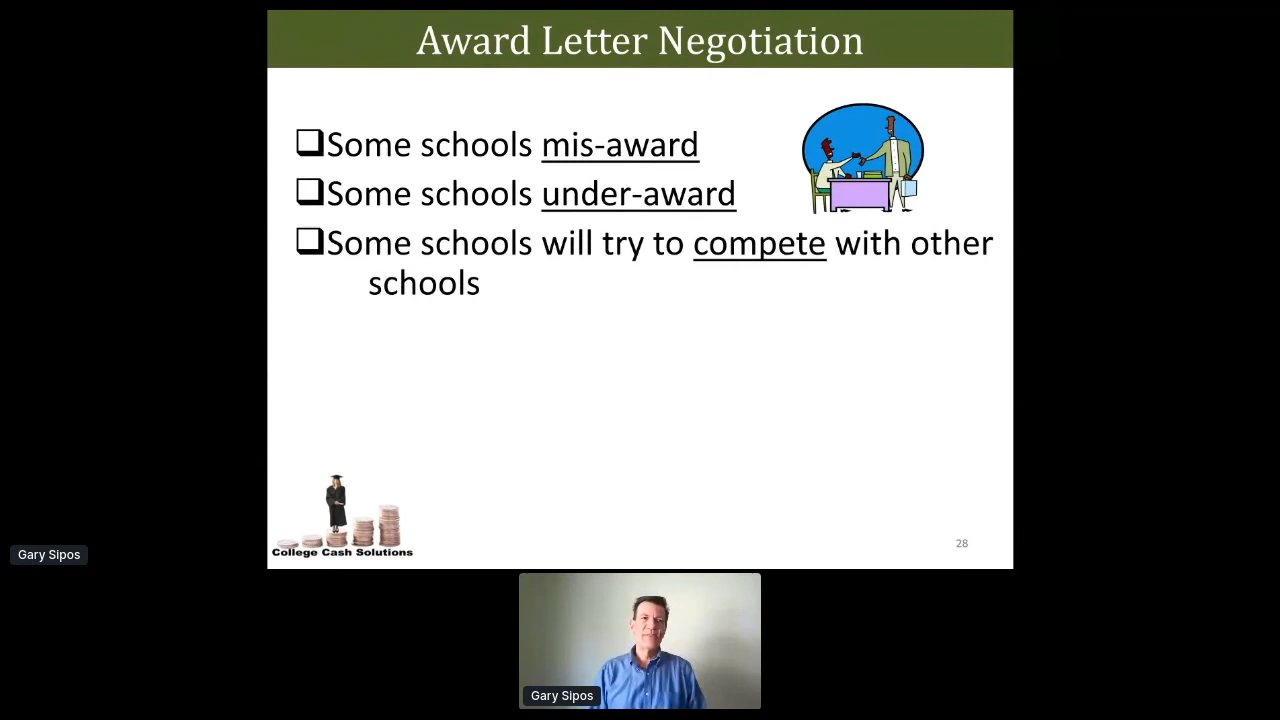 Award Letter Negotiation
❑Some schools mis-award
❑Some schools under-award
❑Some schools will try to compete with other
schools
College Cash Solutions
28
Gary Sipos
Gary Sipos